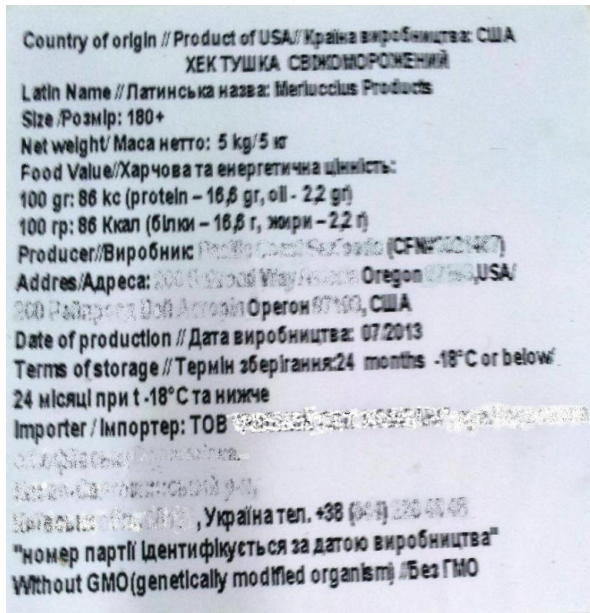 Country of origin // Product of USA// Країна виробництва: США
ХЕК ТУШКА СВІЖОМОРОЖЕНИЙ
Latin Name // Латинська назва: Merluccius Products
Size /Розмір: 180+
Net weight/ Маса нетто: 5 kg/5 кг
Food Value//Харчова та енергетична цінність:
100 gr: 86 kc (protein – 16,6 gr, oil - 2,2 gr)
100 гр: 86 Ккал (білки – 16,6 г, жири – 2,2 г)
Producer//Виробник: (CFN#
Addres/Адреса: Way Oregon ,USA/
Орегон 97103, США
Date of production // Дата виробництва: 07.2013
Terms of storage // Термін зберігання:24 months -18°C or below/
24 місяці при t -18°C та нижче
Importer / Імпортер: ТОВ
, Україна тел. +38
"номер партії ідентифікується за датою виробництва"
Without GMO(genetically modified organism) //Без ГМО